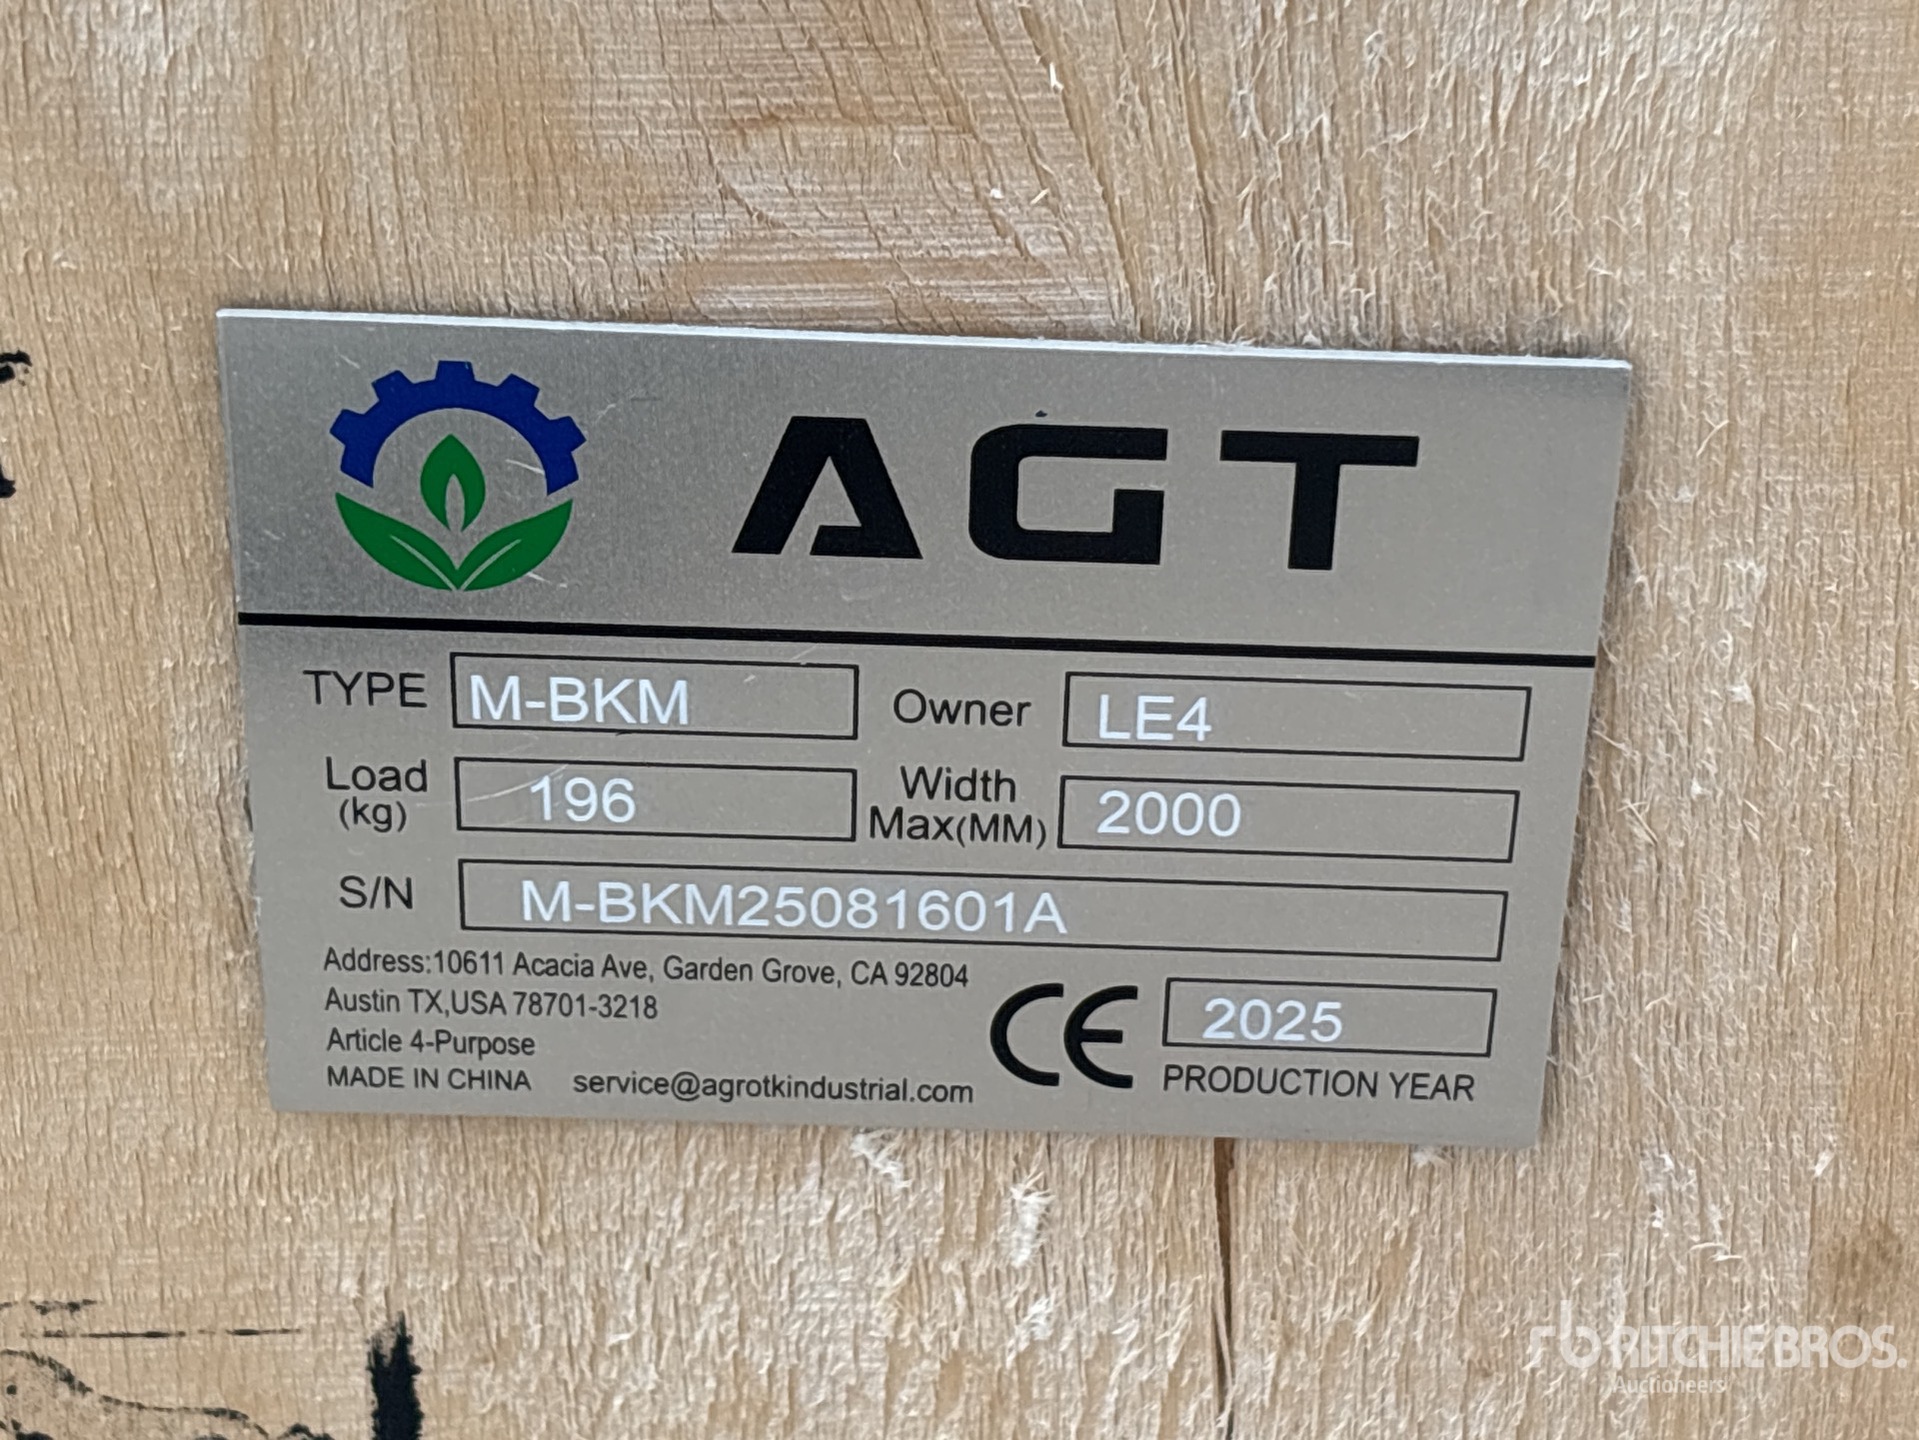 AGT
TYPE M-BKM Owner LE4
Load (kg) 196 Width Max(MM) 2000
S/N M-BKM25081601A
Address:10611 Acacia Ave, Garden Grove, CA 92804
Austin TX,USA 78701-3218
Article 4-Purpose
MADE IN CHINA service@agrotkindustrial.com
CE 2025
PRODUCTION YEAR
rb RITCHIE BROS.
Auctioneers